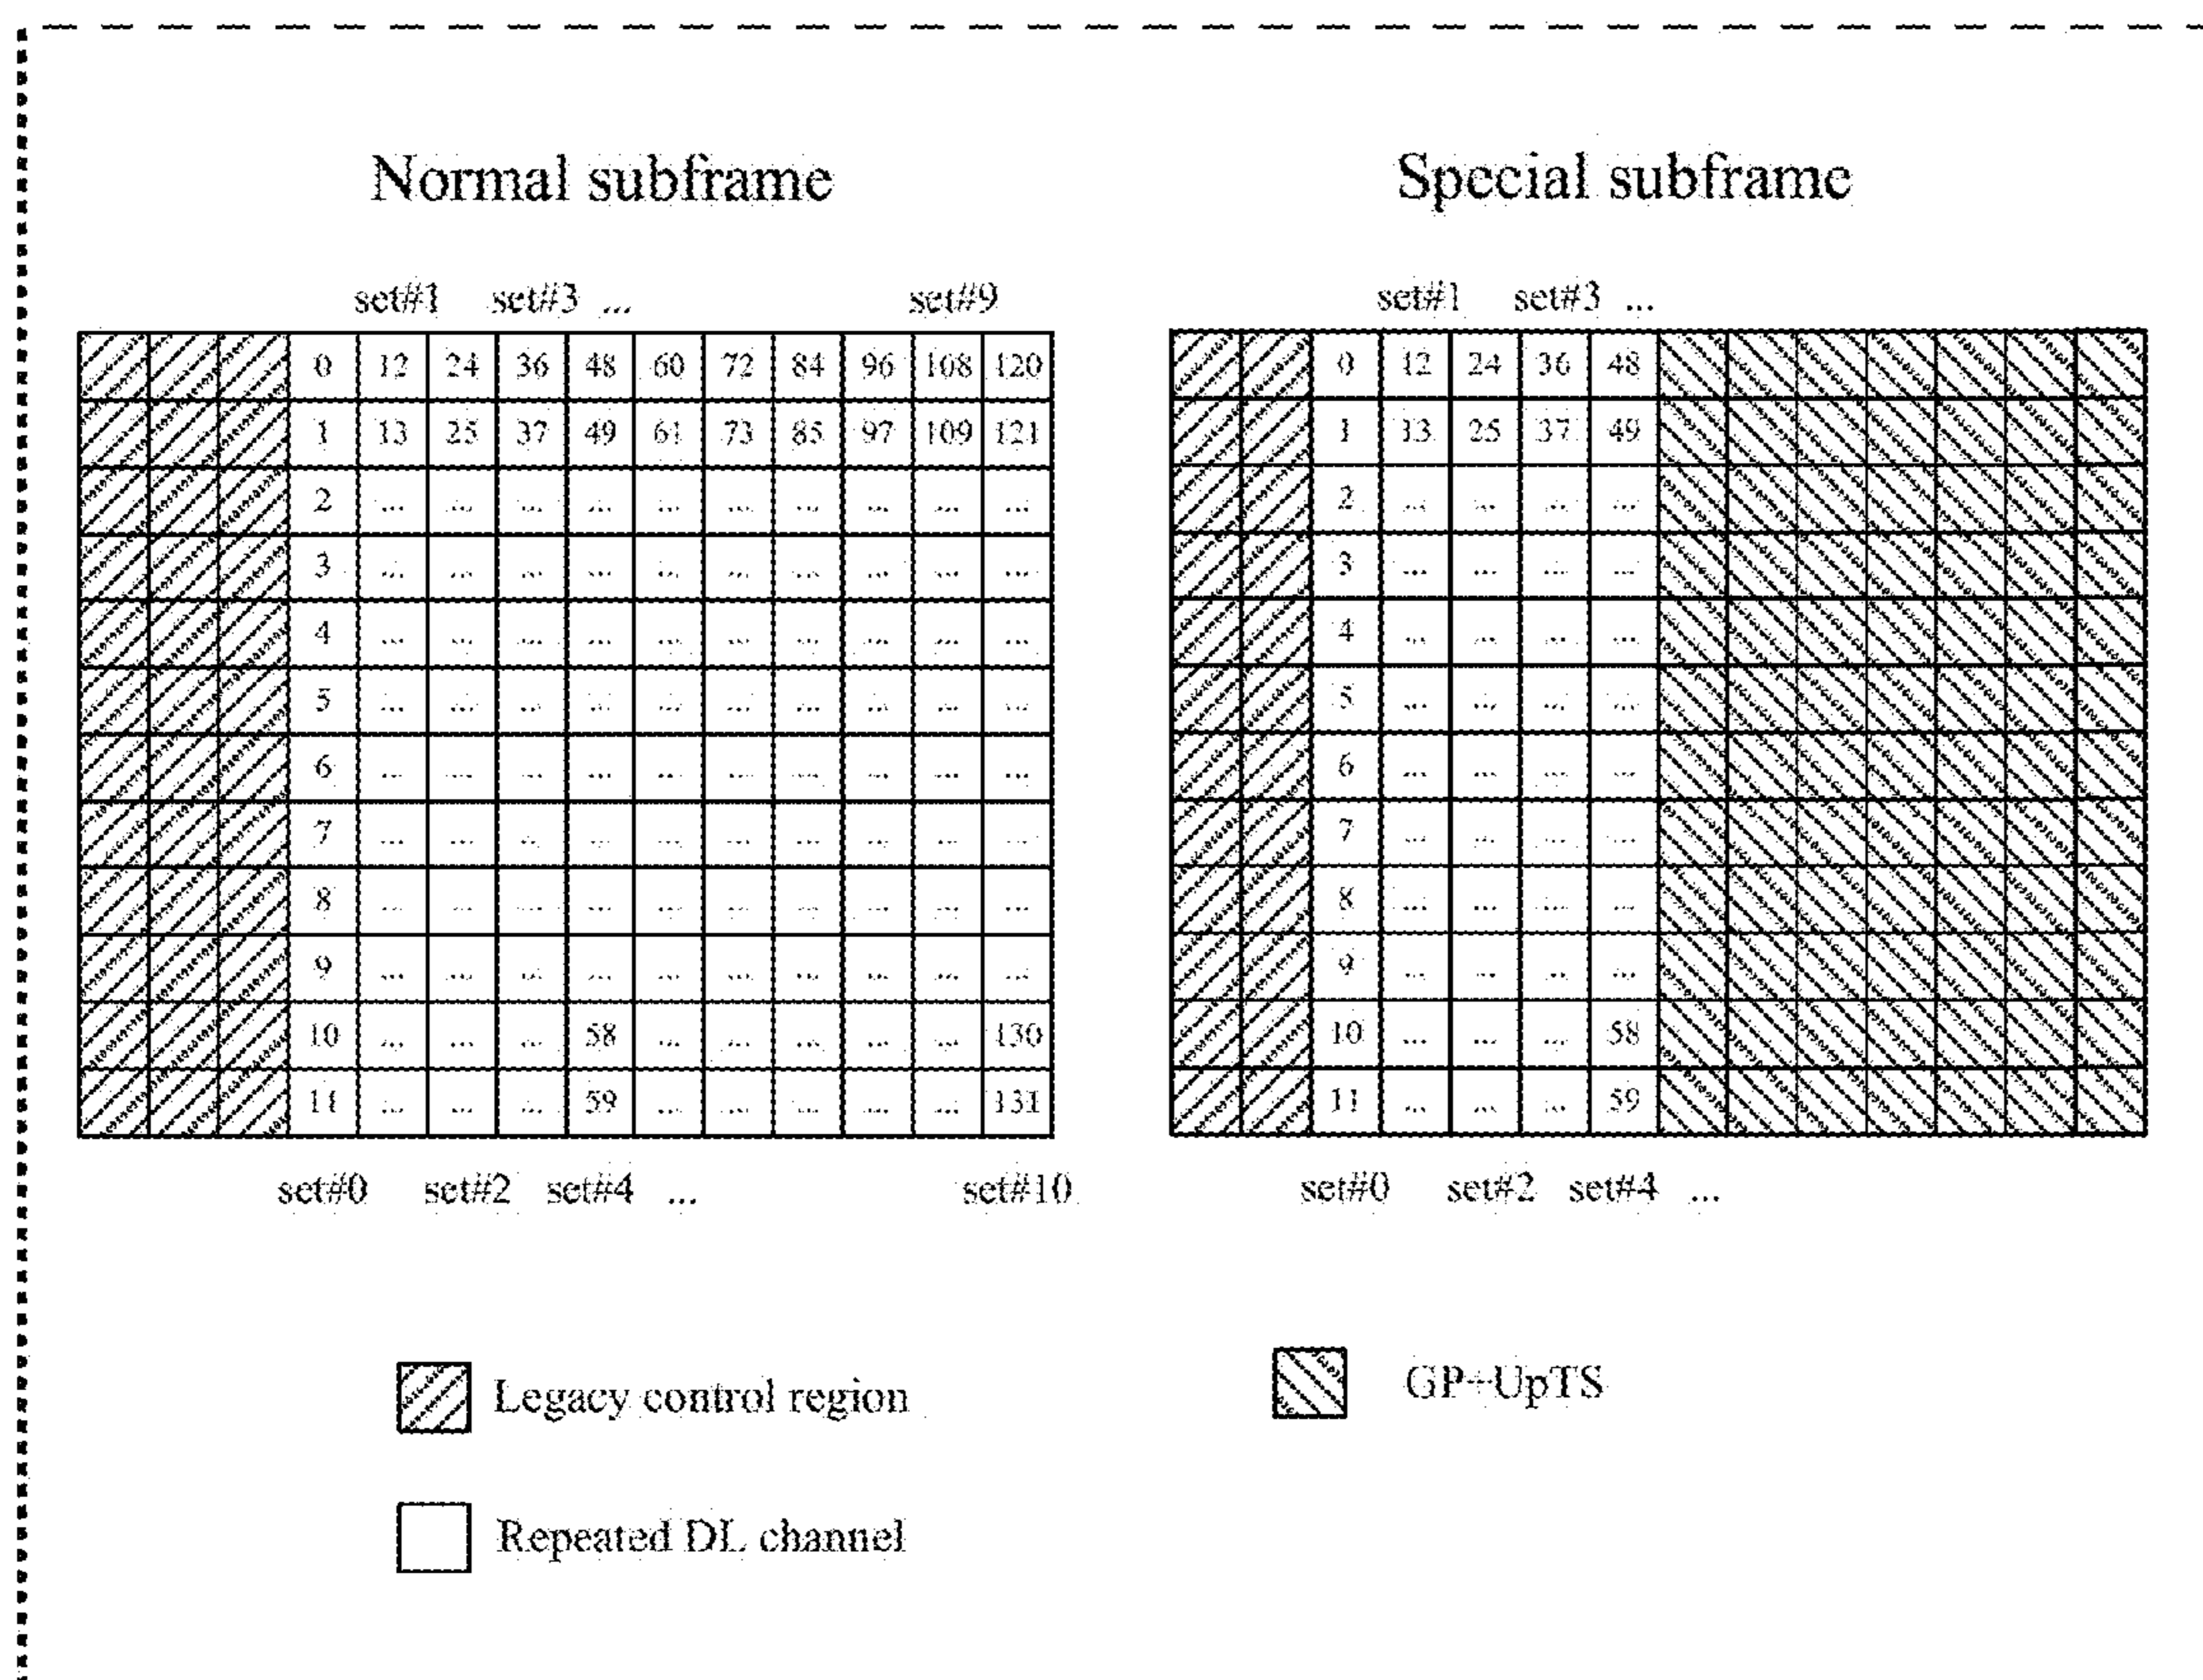 Normal subframe
Special subframe
set#1 set#3 ... set#9
set#1 set#3 ...
0 12 24 36 48 60 72 84 96 108 120
1 13 25 37 49 61 73 85 97 109 121
2 ... ... ... ... ... ... ... ... ... ...
3 ... ... ... ... ... ... ... ... ... ...
4 ... ... ... ... ... ... ... ... ... ...
5 ... ... ... ... ... ... ... ... ... ...
6 ... ... ... ... ... ... ... ... ... ...
7 ... ... ... ... ... ... ... ... ... ...
8 ... ... ... ... ... ... ... ... ... ...
9 ... ... ... ... ... ... ... ... ... ...
10 ... ... ... 58 ... ... ... ... ... 130
11 ... ... ... 59 ... ... ... ... ... 131
0 12 24 36 48
1 13 25 37 49
2 ... ... ... ...
3 ... ... ... ...
4 ... ... ... ...
5 ... ... ... ...
6 ... ... ... ...
7 ... ... ... ...
8 ... ... ... ...
9 ... ... ... ...
10 ... ... ... 58
11 ... ... ... 59
set#0 set#2 set#4 ... set#10
set#0 set#2 set#4 ...
Legacy control region
GP+UpTS
Repeated DL channel